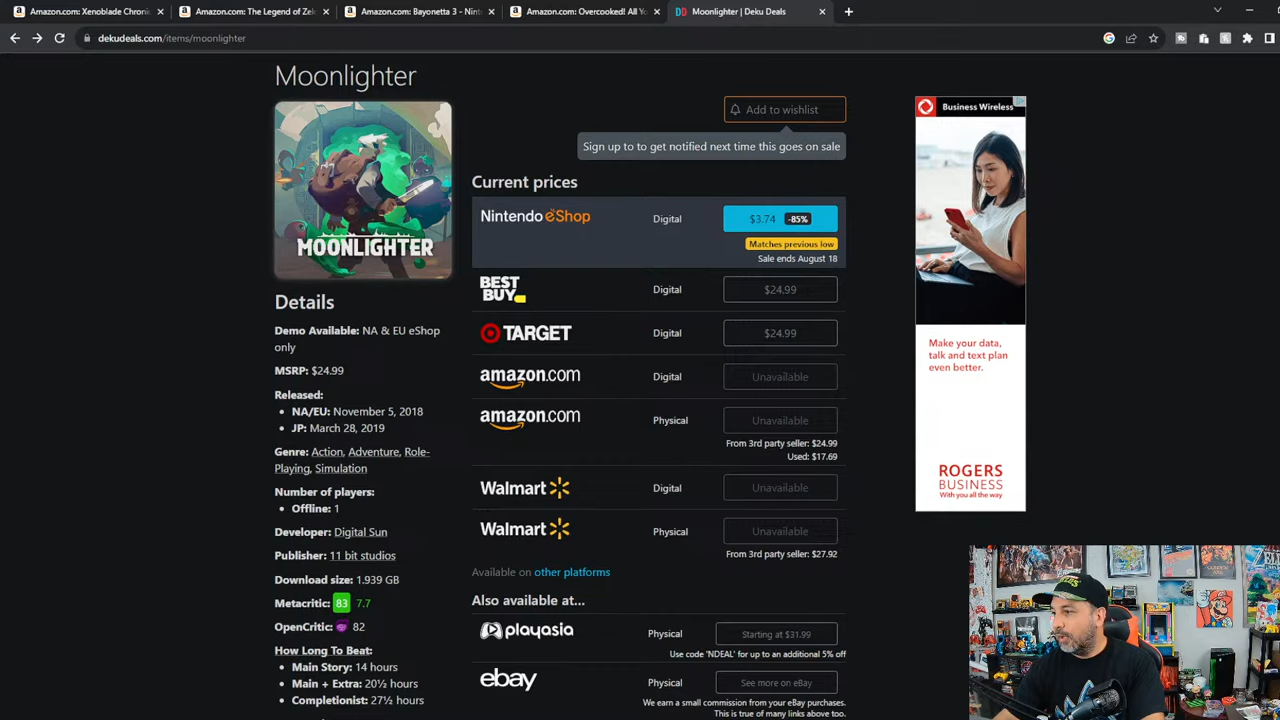 Amazon.com: Xenoblade Chronic
Amazon.com: The Legend of Zel
Amazon.com: Bayonetta 3 - Nint
Amazon.com: Overcooked! All Yo
Moonlighter | Deku Deals
dekudeals.com/items/moonlighter
Moonlighter
MOONLIGHTER
Add to wishlist
Sign up to to get notified next time this goes on sale
Current prices
Nintendo eShop Digital $3.74 -85%
Matches previous low
Sale ends August 18
BEST BUY Digital $24.99
TARGET Digital $24.99
amazon.com Digital Unavailable
amazon.com Physical Unavailable
From 3rd party seller: $24.99
Used: $17.69
Walmart Digital Unavailable
Walmart Physical Unavailable
From 3rd party seller: $27.92
Available on other platforms
Also available at...
playasia Physical Starting at $31.99
Use code 'NDEAL' for up to an additional 5% off
ebay Physical See more on eBay
We earn a small commission from your eBay purchases.
This is true of many links above too.
Details
Demo Available: NA & EU eShop
only
MSRP: $24.99
Released:
• NA/EU: November 5, 2018
• JP: March 28, 2019
Genre: Action, Adventure, Role-
Playing, Simulation
Number of players:
• Offline: 1
Developer: Digital Sun
Publisher: 11 bit studios
Download size: 1.939 GB
Metacritic: 83 7.7
OpenCritic: 82
How Long To Beat:
• Main Story: 14 hours
• Main + Extra: 20½ hours
• Completionist: 27½ hours
Business Wireless
Make your data,
talk and text plan
even better.
ROGERS
BUSINESS
With you all the way